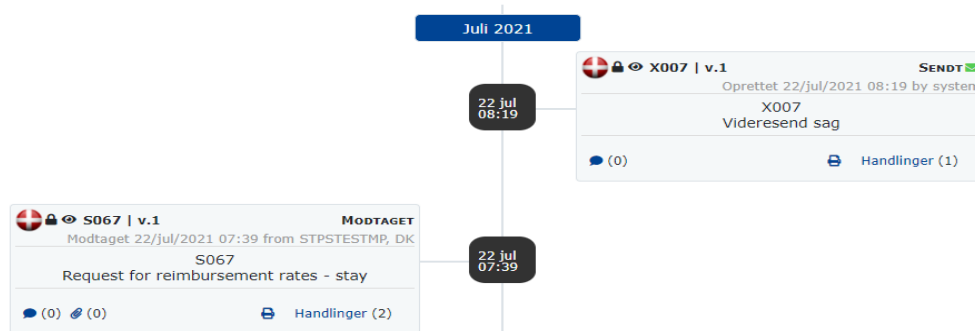 Juli 2021
X007 | v.1 SENDT
Oprettet 22/jul/2021 08:19 by system
X007
Videresend sag
(0) Handlinger (1)
22 jul
08:19
S067 | v.1 MODTAGET
Modtaget 22/jul/2021 07:39 from STPSTESTMP, DK
S067
Request for reimbursement rates - stay
(0) (0) Handlinger (2)
22 jul
07:39